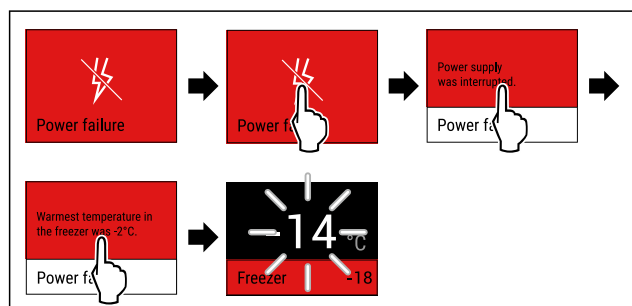 Power failure
Power fa
Power supply
was interrupted.
Power fa
Warmest temperature in
the freezer was -2°C.
Power fa
-14 °C
Freezer -18